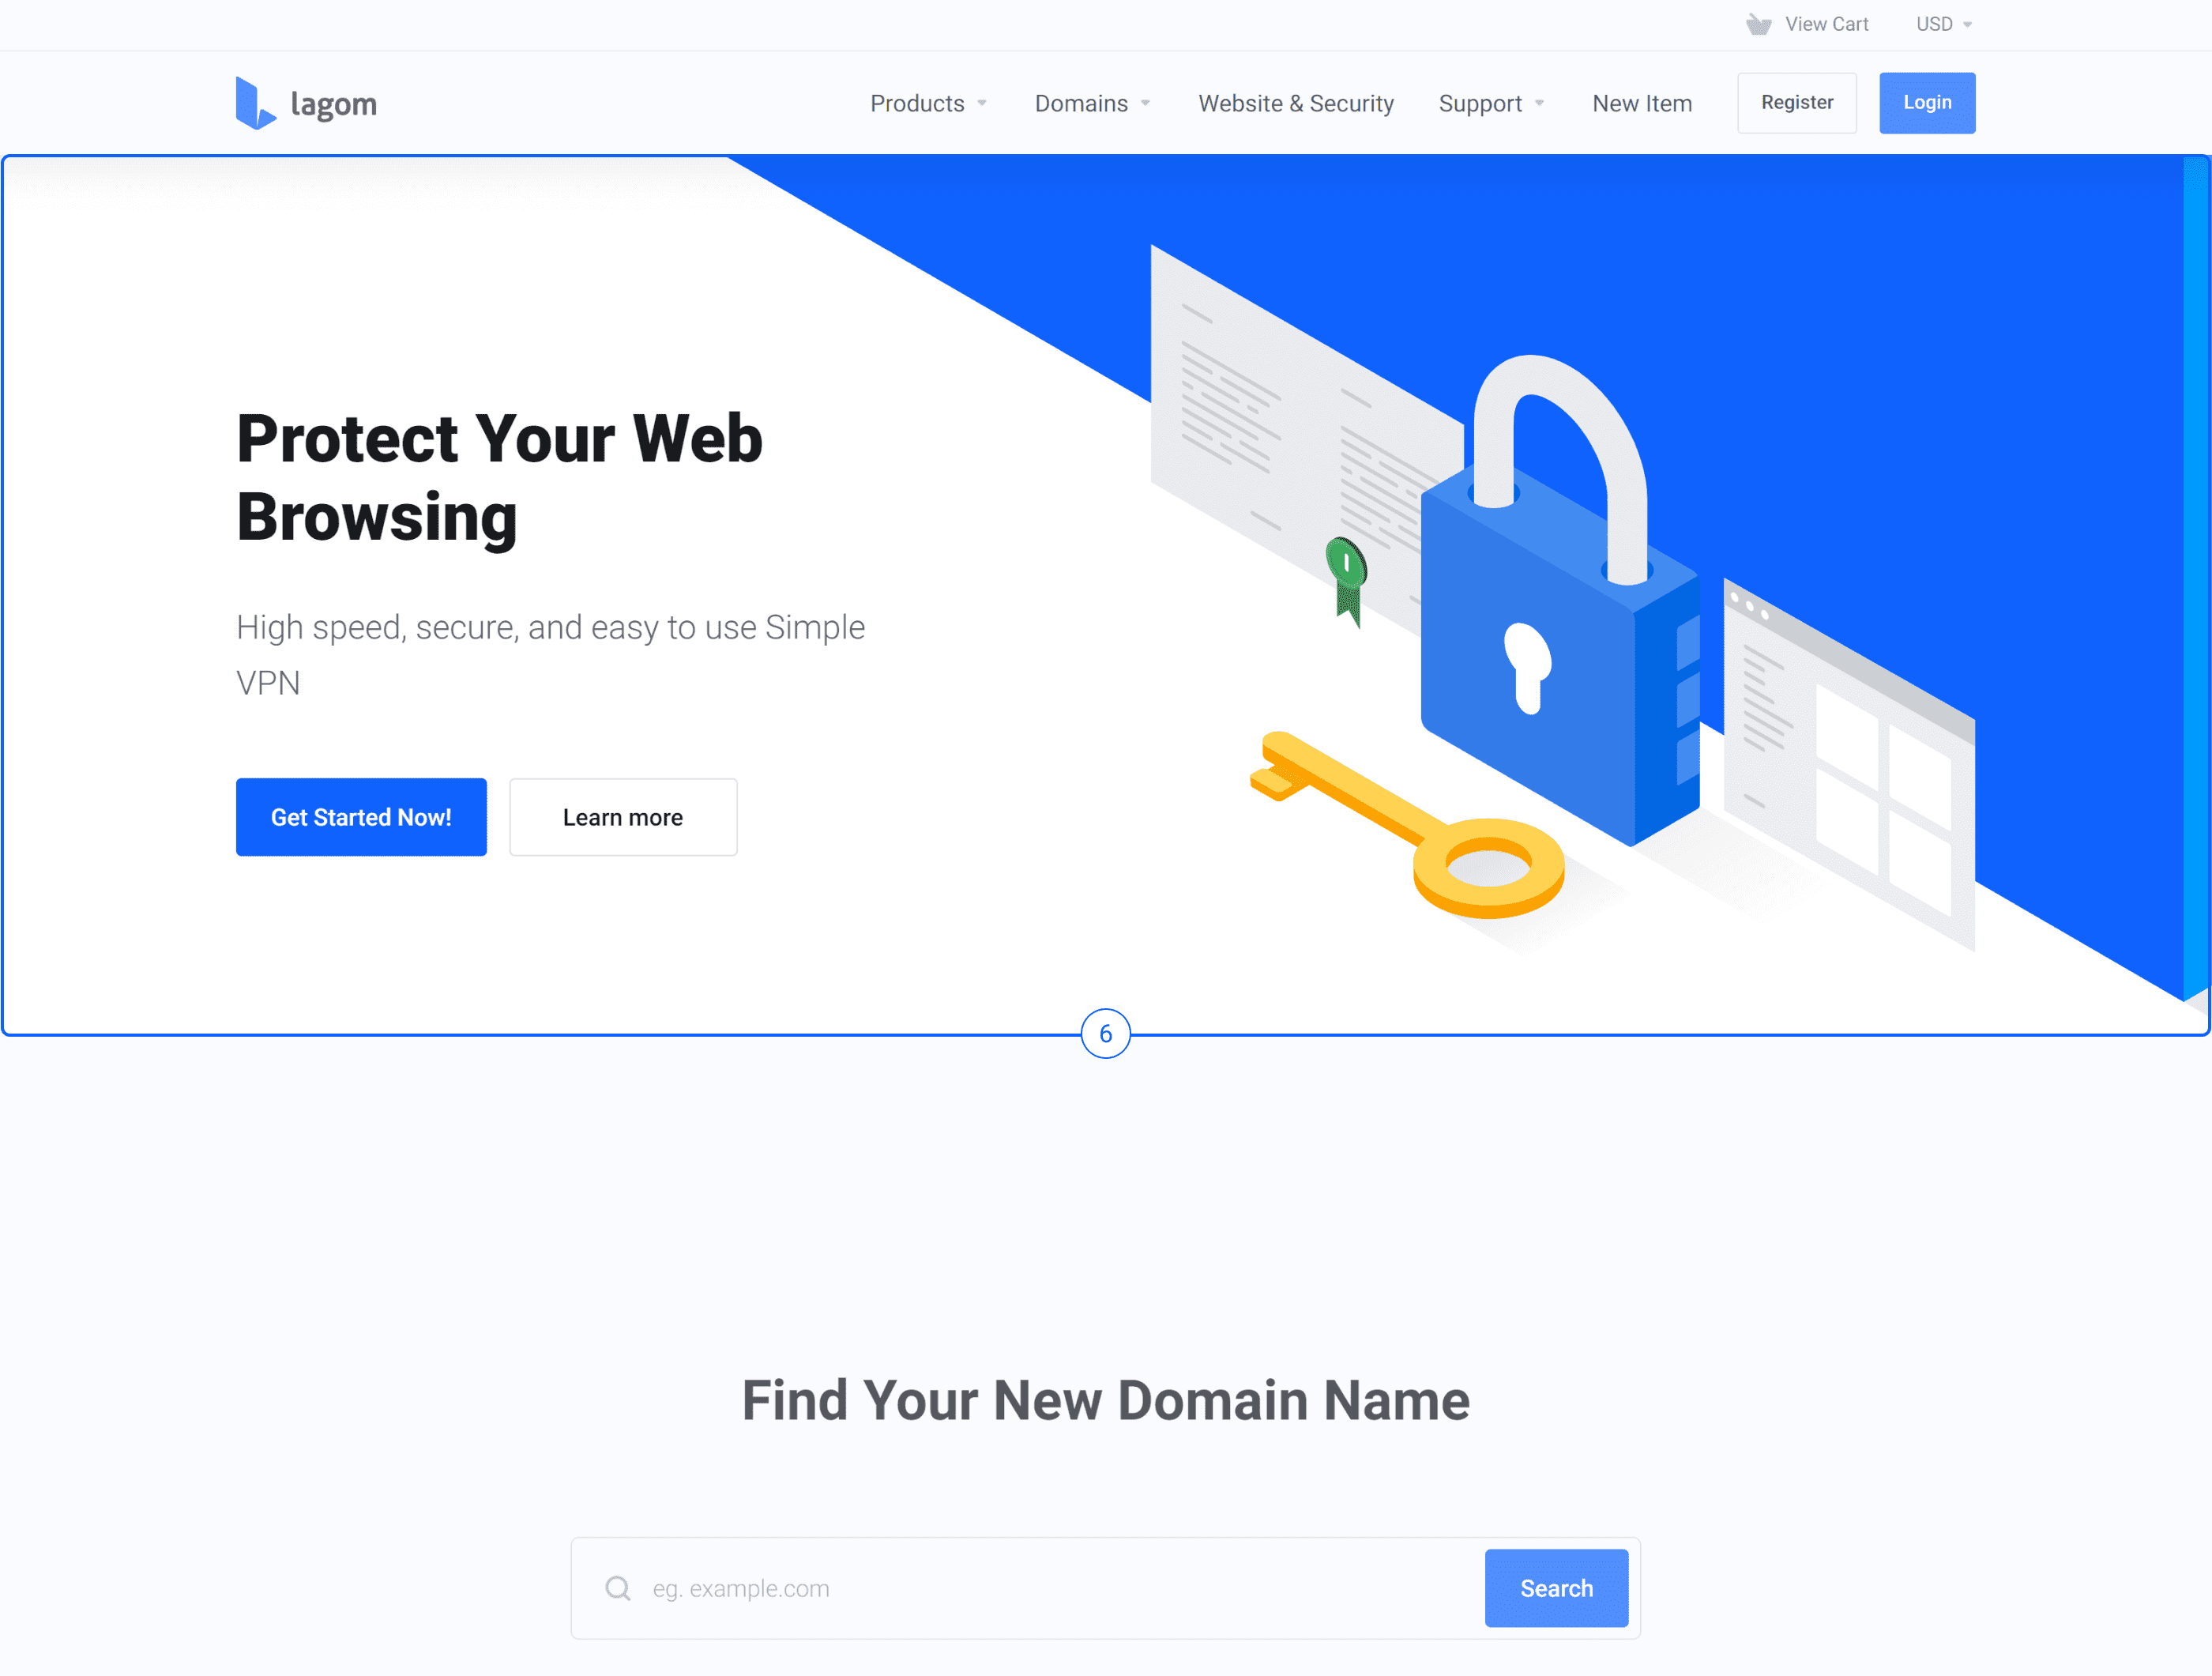 View Cart USD
lagom
Products Domains Website & Security Support New Item Register Login
Protect Your Web
Browsing
High speed, secure, and easy to use Simple
VPN
Get Started Now! Learn more
6
Find Your New Domain Name
eg. example.com Search